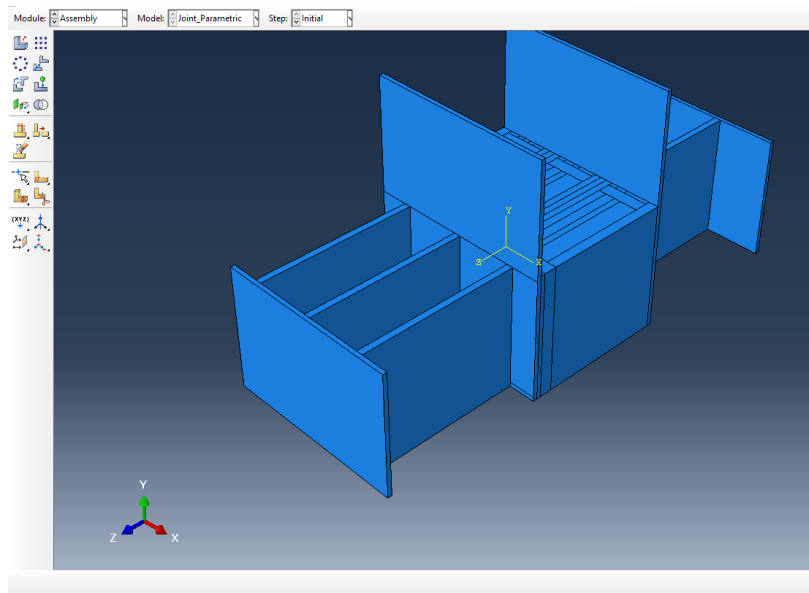 Module: Assembly Model: Joint_Parametric Step: Initial
(XYZ)
Y
Z X
Y
Z X